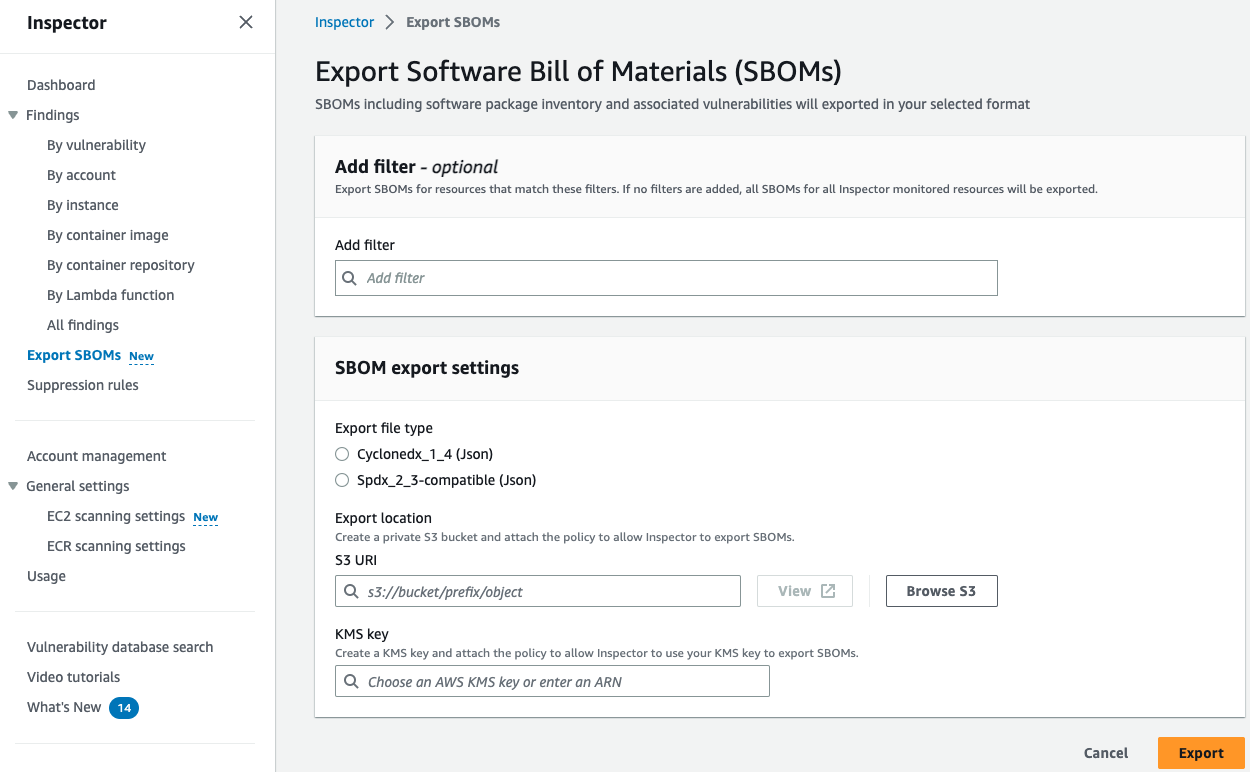 Inspector
Dashboard
Findings
By vulnerability
By account
By instance
By container image
By container repository
By Lambda function
All findings
Export SBOMs New
Suppression rules
Account management
General settings
EC2 scanning settings New
ECR scanning settings
Usage
Vulnerability database search
Video tutorials
What's New 14
Inspector Export SBOMs
Export Software Bill of Materials (SBOMs)
SBOMs including software package inventory and associated vulnerabilities will exported in your selected format
Add filter - optional
Export SBOMs for resources that match these filters. If no filters are added, all SBOMs for all Inspector monitored resources will be exported.
Add filter
Add filter
SBOM export settings
Export file type
Cyclonedx_1_4 (Json)
Spdx_2_3-compatible (Json)
Export location
Create a private S3 bucket and attach the policy to allow Inspector to export SBOMs.
S3 URI
s3://bucket/prefix/object View Browse S3
KMS key
Create a KMS key and attach the policy to allow Inspector to use your KMS key to export SBOMs.
Choose an AWS KMS key or enter an ARN
Cancel Export